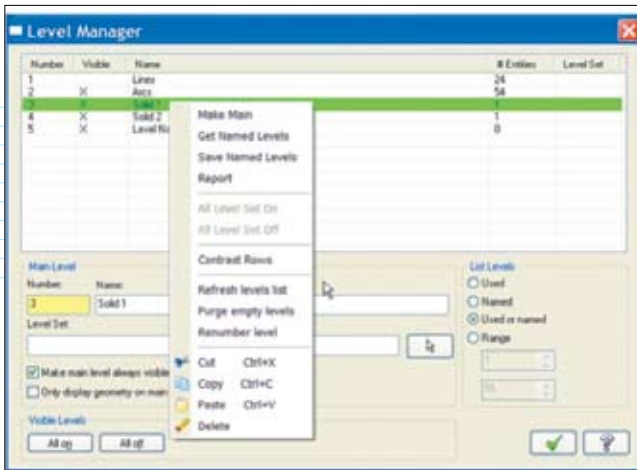 Level Manager
Number Visible Name # Entities Level Set
1 Lines 24
2 X Arcs 54
3 X Solid 1 1
4 X Solid 2 1
5 X Level Na 0
Make Main
Get Named Levels
Save Named Levels
Report
All Level Set On
All Level Set Off
Contrast Rows
Refresh levels list
Purge empty levels
Renumber level
Cut Ctrl+X
Copy Ctrl+C
Paste Ctrl+V
Delete
Main Level
Number: Name:
3 Solid 1
Level Set:
Make main level always visible
Only display geometry on main
Visible Levels
All on All off
List Levels
Used
Named
Used or named
Range
1